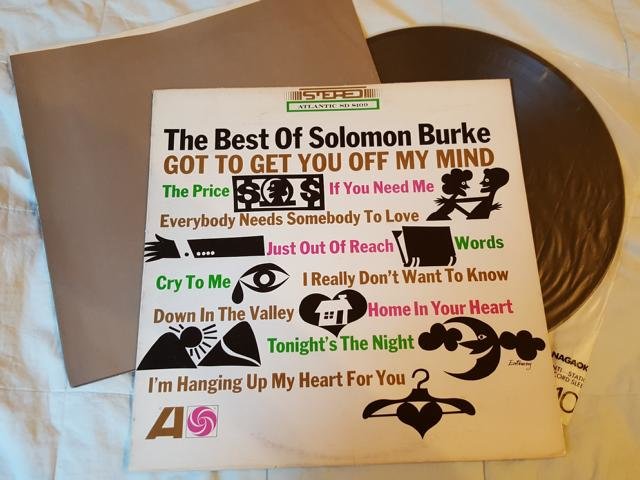 STEREO
ATLANTIC SD 8109
The Best Of Solomon Burke
GOT TO GET YOU OFF MY MIND
The Price $ $ If You Need Me
Everybody Needs Somebody To Love
Just Out Of Reach Words
Cry To Me I Really Don't Want To Know
Down In The Valley Home In Your Heart
Tonight's The Night
I'm Hanging Up My Heart For You
A
NAGAOK